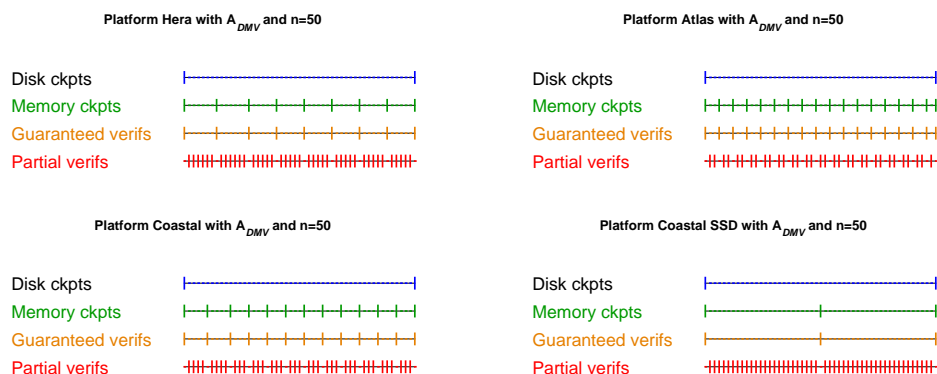 Platform Hera with A_DMV and n=50
Disk ckpts
Memory ckpts
Guaranteed verifs
Partial verifs
Platform Atlas with A_DMV and n=50
Disk ckpts
Memory ckpts
Guaranteed verifs
Partial verifs
Platform Coastal with A_DMV and n=50
Disk ckpts
Memory ckpts
Guaranteed verifs
Partial verifs
Platform Coastal SSD with A_DMV and n=50
Disk ckpts
Memory ckpts
Guaranteed verifs
Partial verifs